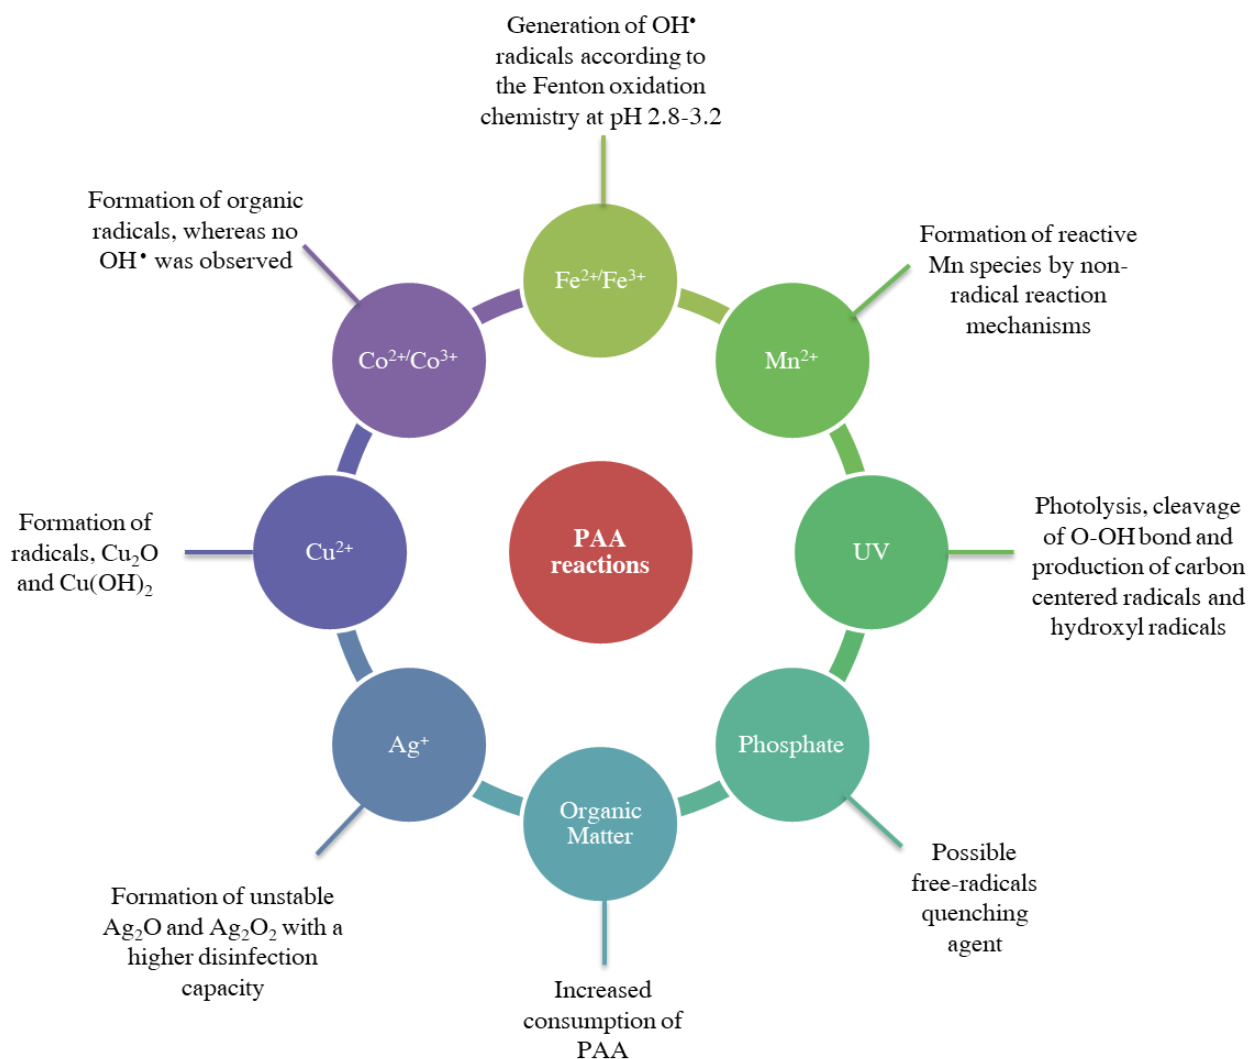 Generation of OH•
radicals according to
the Fenton oxidation
chemistry at pH 2.8-3.2
Fe²⁺/Fe³⁺
Formation of reactive
Mn species by non-
radical reaction
mechanisms
Mn²⁺
Photolysis, cleavage
of O-OH bond and
production of carbon
centered radicals and
hydroxyl radicals
UV
Possible
free-radicals
quenching
agent
Phosphate
Increased
consumption of
PAA
Organic
Matter
Formation of unstable
Ag₂O and Ag₂O₂ with a
higher disinfection
capacity
Ag⁺
Formation of
radicals, Cu₂O
and Cu(OH)₂
Cu²⁺
Formation of organic
radicals, whereas no
OH• was observed
Co²⁺/Co³⁺
PAA
reactions